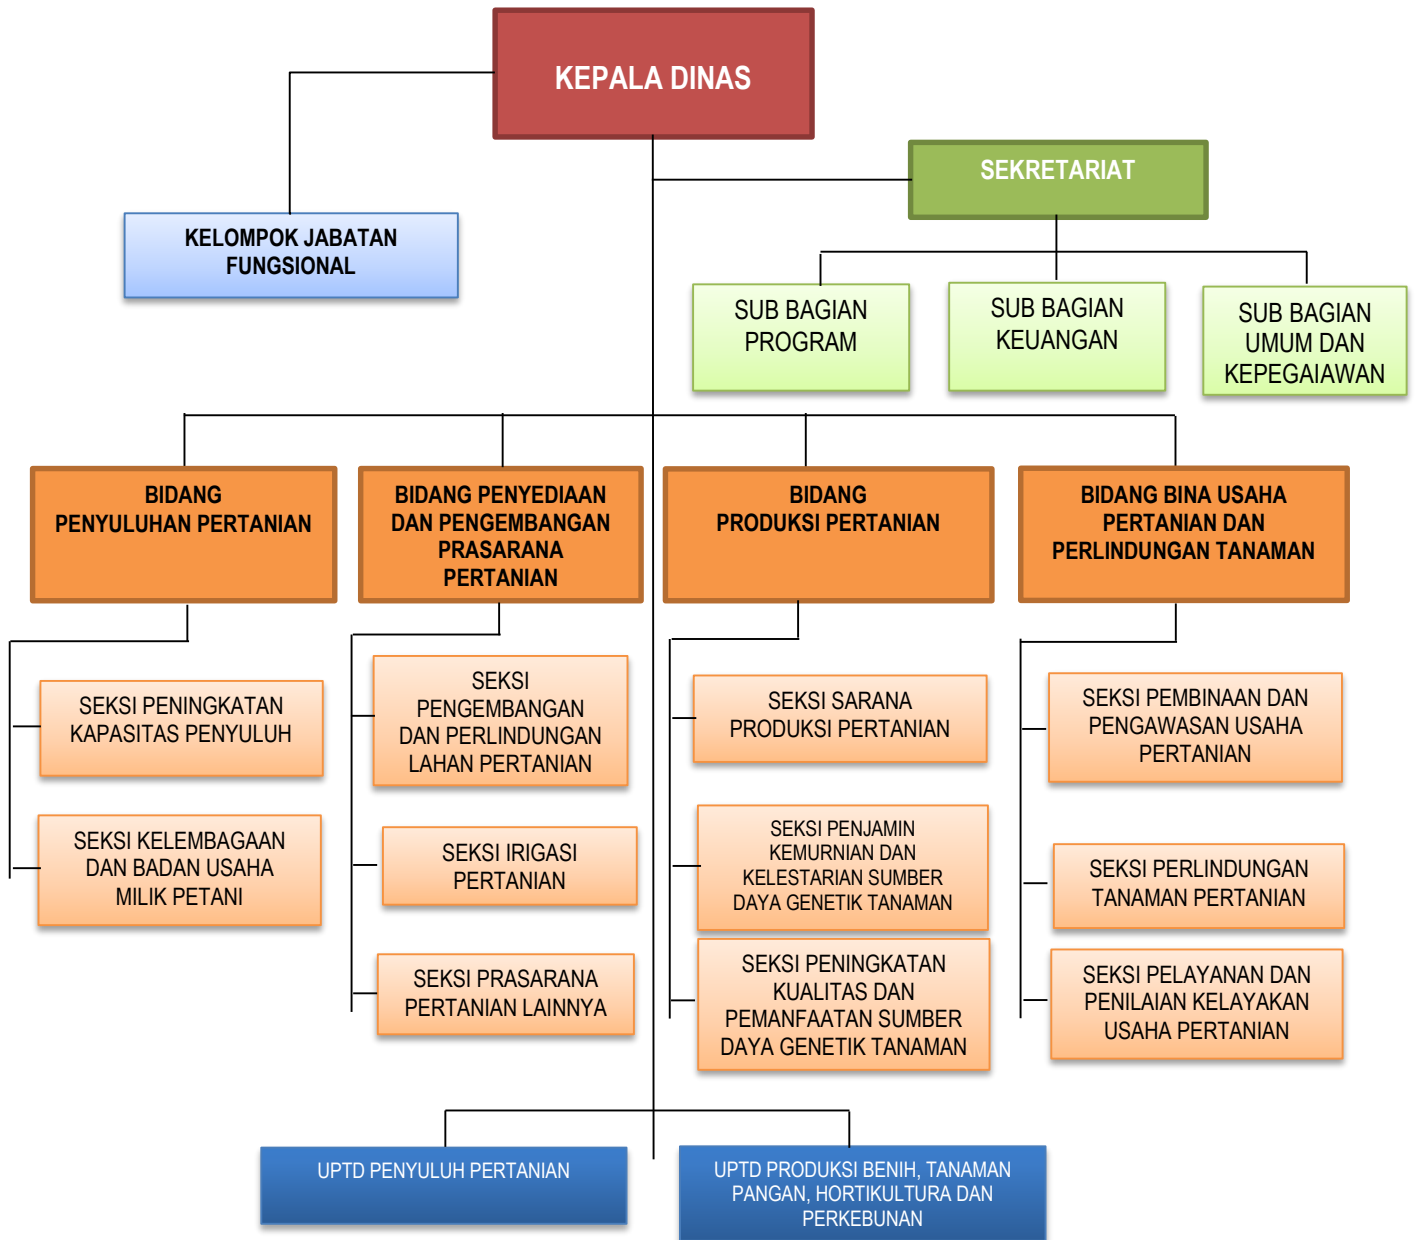 KEPALA DINAS
SEKRETARIAT
KELOMPOK JABATAN
FUNGSIONAL
SUB BAGIAN
PROGRAM
SUB BAGIAN
KEUANGAN
SUB BAGIAN
UMUM DAN
KEPEGAIAWAN
BIDANG
PENYULUHAN PERTANIAN
BIDANG PENYEDIAAN
DAN PENGEMBANGAN
PRASARANA
PERTANIAN
BIDANG
PRODUKSI PERTANIAN
BIDANG BINA USAHA
PERTANIAN DAN
PERLINDUNGAN TANAMAN
SEKSI PENINGKATAN
KAPASITAS PENYULUH
SEKSI KELEMBAGAAN
DAN BADAN USAHA
MILIK PETANI
SEKSI
PENGEMBANGAN
DAN PERLINDUNGAN
LAHAN PERTANIAN
SEKSI IRIGASI
PERTANIAN
SEKSI PRASARANA
PERTANIAN LAINNYA
SEKSI SARANA
PRODUKSI PERTANIAN
SEKSI PENJAMIN
KEMURNIAN DAN
KELESTARIAN SUMBER
DAYA GENETIK TANAMAN
SEKSI PENINGKATAN
KUALITAS DAN
PEMANFAATAN SUMBER
DAYA GENETIK TANAMAN
SEKSI PEMBINAAN DAN
PENGAWASAN USAHA
PERTANIAN
SEKSI PERLINDUNGAN
TANAMAN PERTANIAN
SEKSI PELAYANAN DAN
PENILAIAN KELAYAKAN
USAHA PERTANIAN
UPTD PENYULUH PERTANIAN
UPTD PRODUKSI BENIH, TANAMAN
PANGAN, HORTIKULTURA DAN
PERKEBUNAN